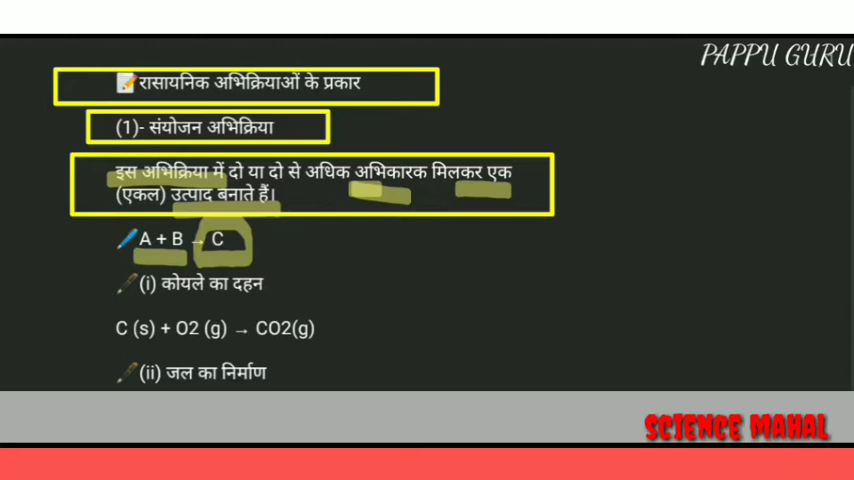 PAPPU GURU
रासायनिक अभिक्रियाओं के प्रकार
(1)- संयोजन अभिक्रिया
इस अभिक्रिया में दो या दो से अधिक अभिकारक मिलकर एक
(एकल) उत्पाद बनाते हैं।
A + B → C
(i) कोयले का दहन
C (s) + O2 (g) → CO2(g)
(ii) जल का निर्माण
SCIENCE MAHAL